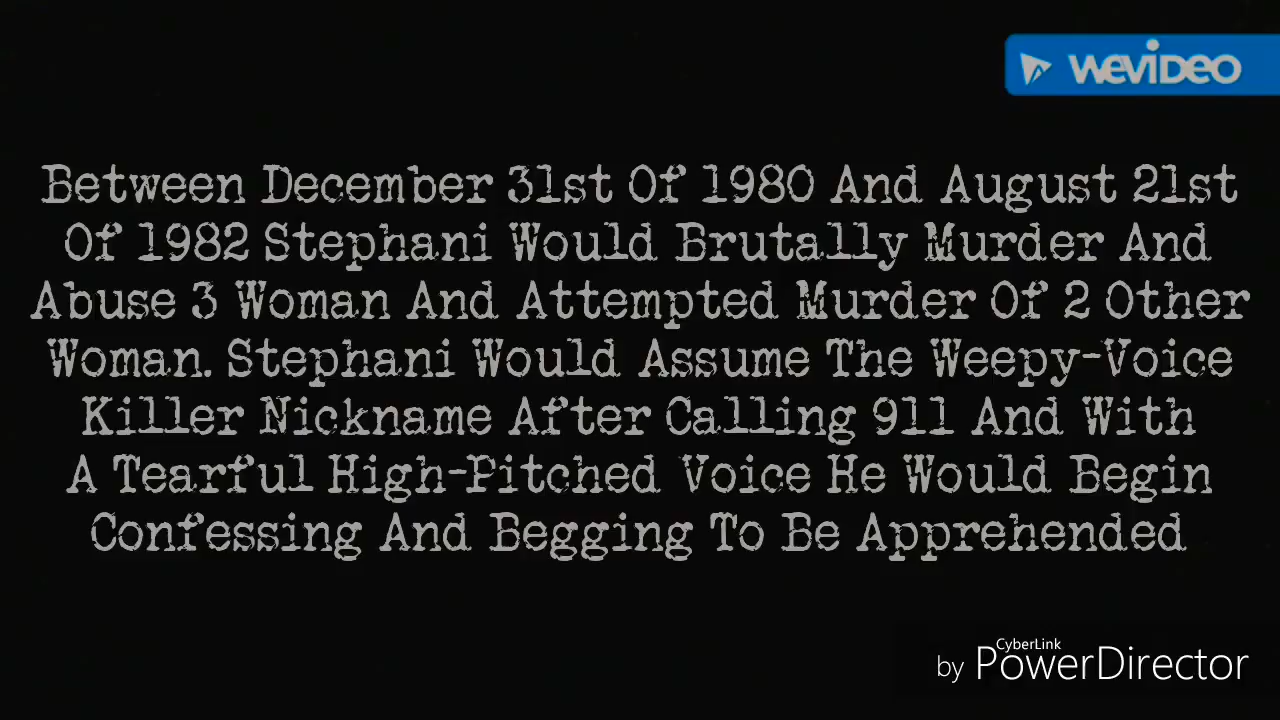 WeVideo
Between December 31st Of 1980 And August 21st
Of 1982 Stephani Would Brutally Murder And
Abuse 3 Woman And Attempted Murder Of 2 Other
Woman. Stephani Would Assume The Weepy-Voice
Killer Nickname After Calling 911 And With
A Tearful High-Pitched Voice He Would Begin
Confessing And Begging To Be Apprehended
CyberLink
by PowerDirector